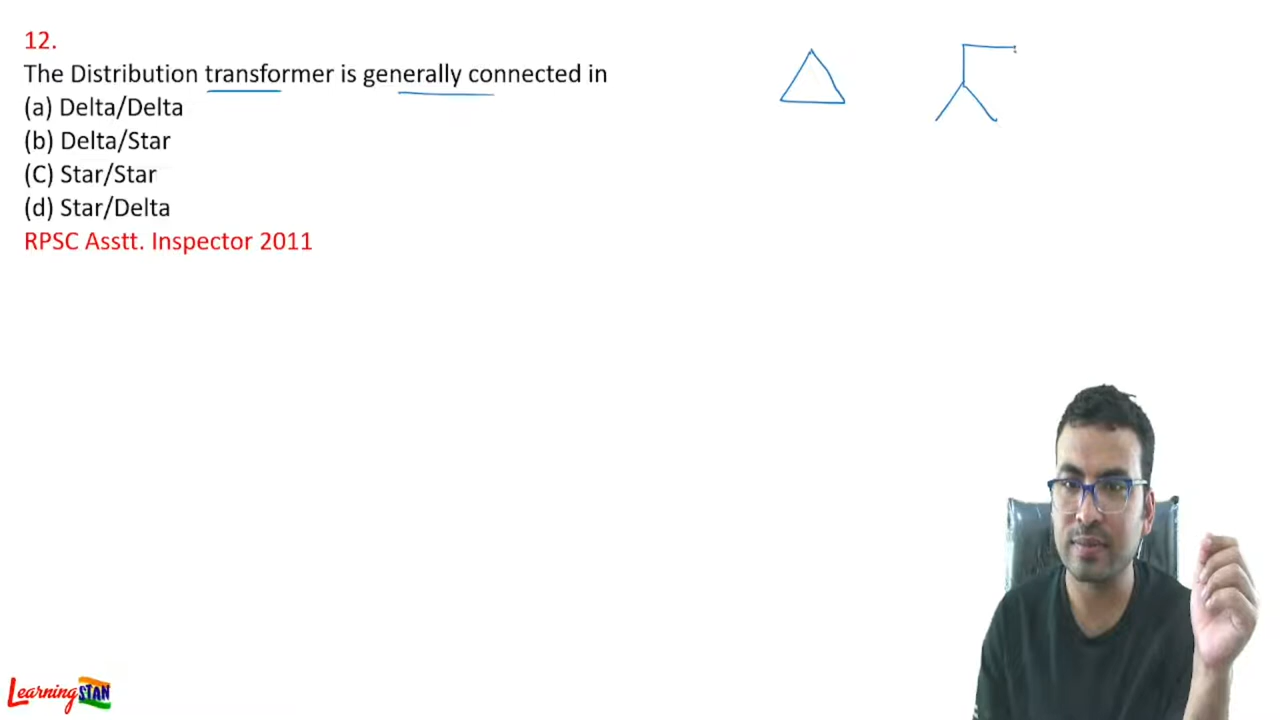 12.
The Distribution transformer is generally connected in
(a) Delta/Delta
(b) Delta/Star
(C) Star/Star
(d) Star/Delta
RPSC Asstt. Inspector 2011
LearningSTAN